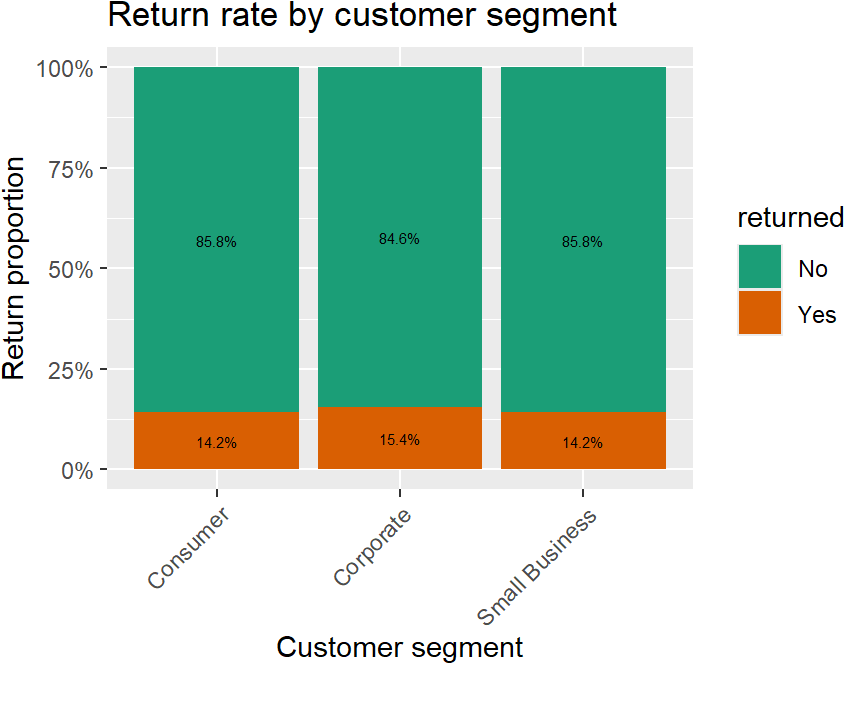 Return rate by customer segment
Return proportion
100%
75%
50%
25%
0%
85.8%
84.6%
85.8%
14.2%
15.4%
14.2%
Consumer
Corporate
Small Business
Customer segment
returned
No
Yes